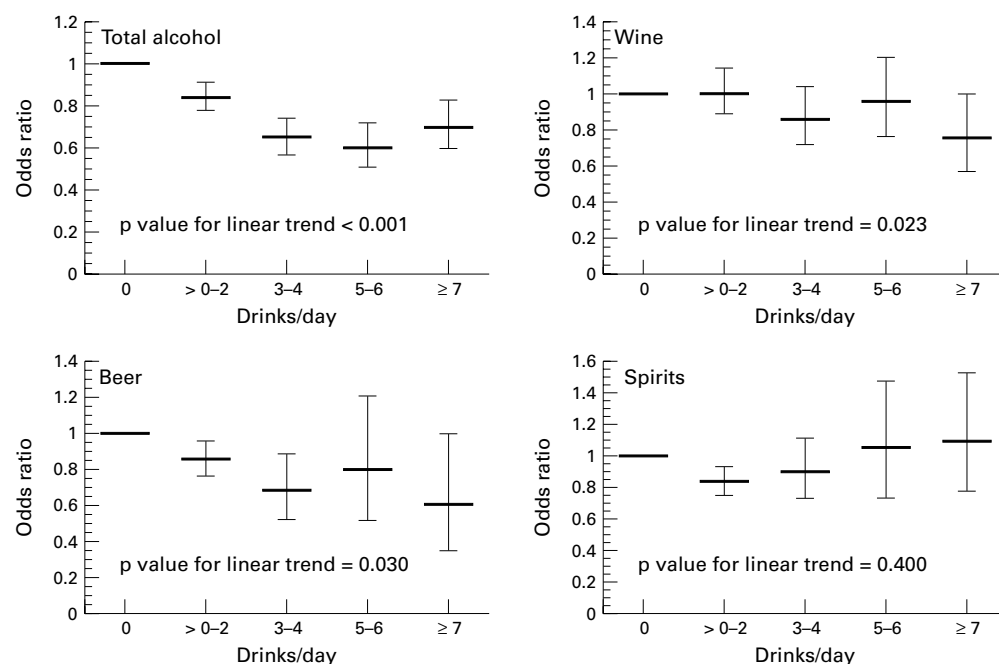 Total alcohol
Odds ratio
1.2
1
0.8
0.6
0.4
0.2
0
p value for linear trend < 0.001
0 > 0–2 3–4 5–6 ≥ 7
Drinks/day
Wine
Odds ratio
1.4
1.2
1
0.8
0.6
0.4
0.2
0
p value for linear trend = 0.023
0 > 0–2 3–4 5–6 ≥ 7
Drinks/day
Beer
Odds ratio
1.4
1.2
1
0.8
0.6
0.4
0.2
0
p value for linear trend = 0.030
0 > 0–2 3–4 5–6 ≥ 7
Drinks/day
Spirits
Odds ratio
1.6
1.4
1.2
1
0.8
0.6
0.4
0.2
0
p value for linear trend = 0.400
0 > 0–2 3–4 5–6 ≥ 7
Drinks/day